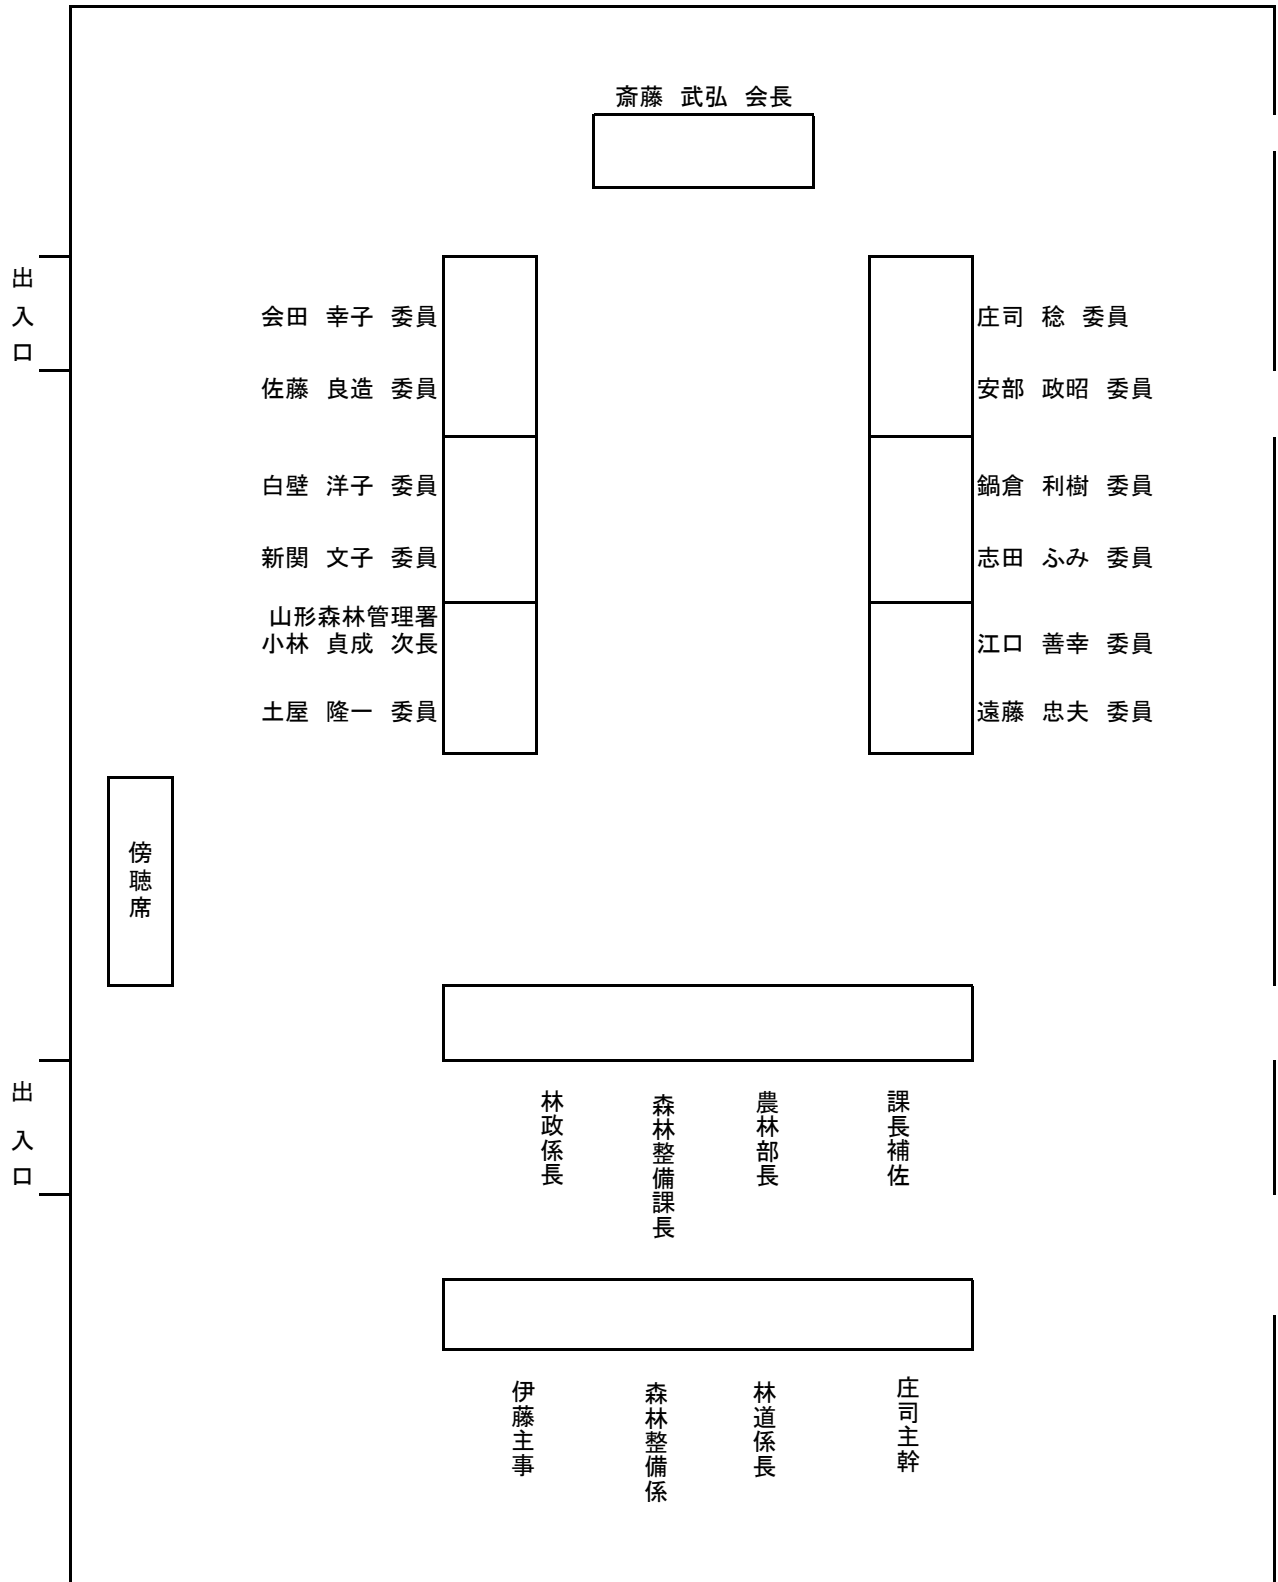 斎藤 武弘 会長
出入口
会田 幸子 委員
庄司 稔 委員
佐藤 良造 委員
安部 政昭 委員
白壁 洋子 委員
鍋倉 利樹 委員
新関 文子 委員
志田 ふみ 委員
山形森林管理署
小林 貞成 次長
江口 善幸 委員
土屋 隆一 委員
遠藤 忠夫 委員
傍聴席
出入口
林政係長
森林整備課長
農林部長
課長補佐
伊藤主事
森林整備係
林道係長
庄司主幹